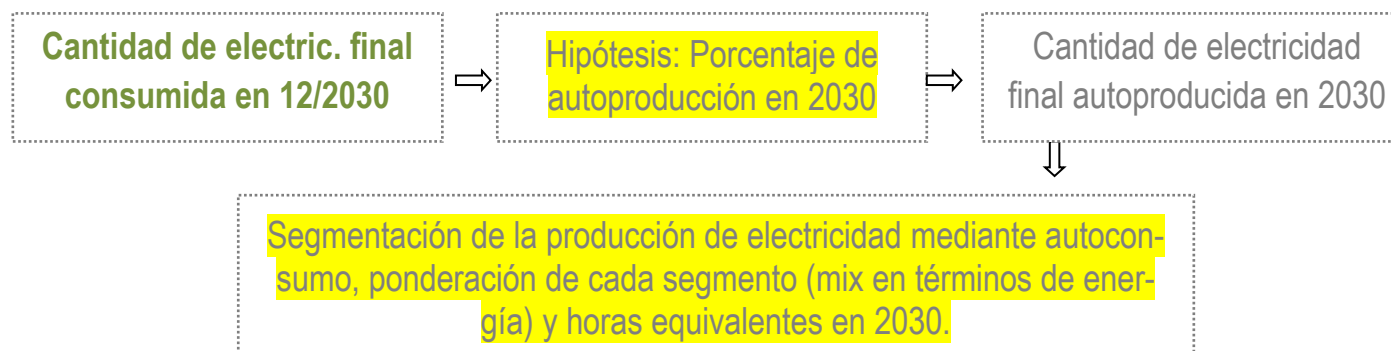 Cantidad de electric. final
consumida en 12/2030
Hipótesis: Porcentaje de
autoproducción en 2030
Cantidad de electricidad
final autoproducida en 2030
Segmentación de la producción de electricidad mediante autocon-
sumo, ponderación de cada segmento (mix en términos de ener-
gía) y horas equivalentes en 2030.